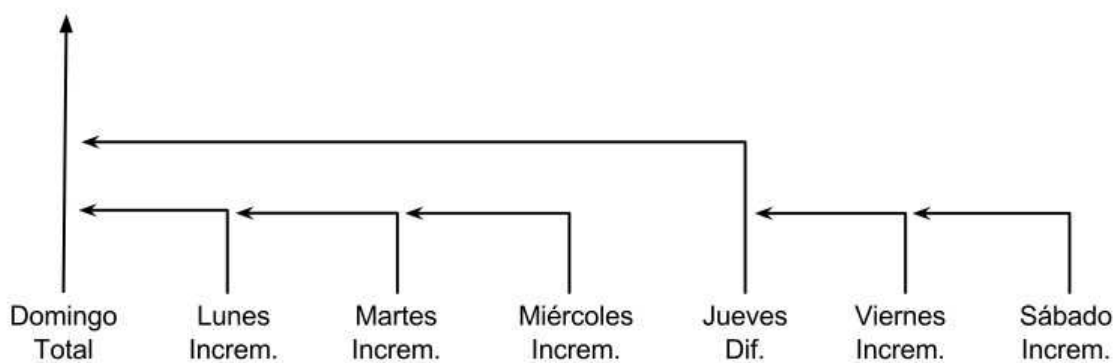 Domingo Lunes Martes Miércoles Jueves Viernes Sábado
Total Increm. Increm. Increm. Dif. Increm. Increm.